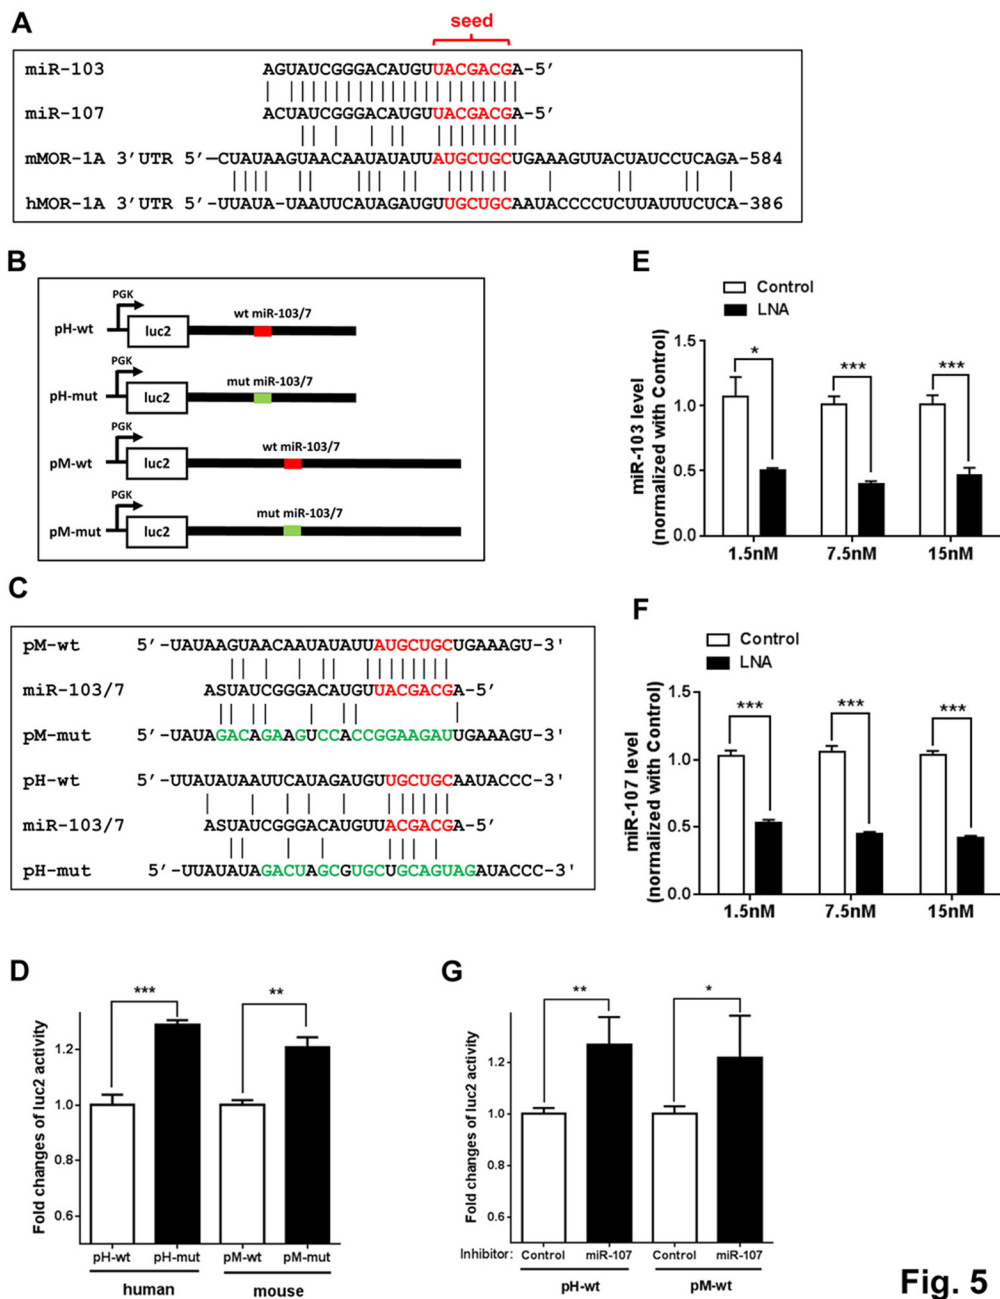 A
seed
miR-103 AGUAUCGGGACAUGUUACGACGA-5′
miR-107 ACUAUCGGGACAUGUUACGACGA-5′
mMOR-1A 3′UTR 5′-CUAUAAGUAACAAUAUAUUAUGCUGCUGAAAGUUACUAUCCUCAGA-584
hMOR-1A 3′UTR 5′-UUAUA-UAAUUCAUAGAUGUUGCUGCAAUACCCCUCUUAUUUCUCA-386
B
PGK
wt miR-103/7
pH-wt luc2
PGK
mut miR-103/7
pH-mut luc2
PGK
wt miR-103/7
pM-wt luc2
PGK
mut miR-103/7
pM-mut luc2
C
pM-wt 5′-UAUAAGUAACAAUAUAUUAUGCUGCUGAAAGU-3'
miR-103/7 ASUAUCGGGACAUGUUACGACGA-5′
pM-mut 5′-UAUAGACAGAAGUCCACCGGAAGAUUGAAAGU-3'
pH-wt 5′-UUAUAUAAUUCAUAGAUGUUGCUGCAAUACCC-3'
miR-103/7 ASUAUCGGGACAUGUUACGACGA-5′
pH-mut 5′-UUAUAUAGACUAGCGUGCUGCAGUAGAUACCC-3'
D
Fold changes of luc2 activity
1.2
1.0
0.8
0.6
***
**
pH-wt pH-mut pM-wt pM-mut
human mouse
E
Control
LNA
miR-103 level
(normalized with Control)
1.5
1.0
0.5
0.0
*
***
***
1.5nM 7.5nM 15nM
F
Control
LNA
miR-107 level
(normalized with Control)
1.5
1.0
0.5
0.0
***
***
***
1.5nM 7.5nM 15nM
G
Fold changes of luc2 activity
1.2
1.0
0.8
0.6
**
*
Inhibitor: Control miR-107 Control miR-107
pH-wt pM-wt
Fig. 5